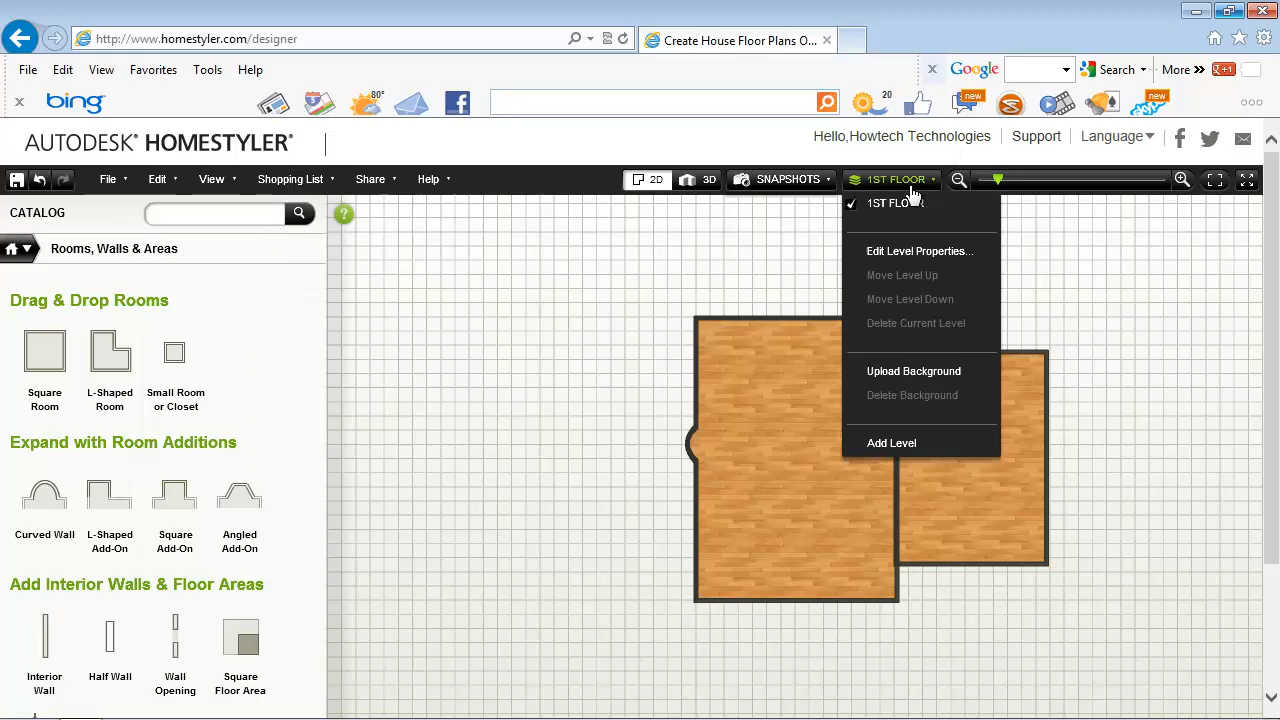 http://www.homestyler.com/designer
Create House Floor Plans O...
File Edit View Favorites Tools Help
Google Search More >> +1
bing 80° 20 new new
AUTODESK® HOMESTYLER®
Hello,Howtech Technologies Support Language
File Edit View Shopping List Share Help 2D 3D SNAPSHOTS 1ST FLOOR
CATALOG
Rooms, Walls & Areas
Drag & Drop Rooms
Square Room
L-Shaped Room
Small Room or Closet
Expand with Room Additions
Curved Wall
L-Shaped Add-On
Square Add-On
Angled Add-On
Add Interior Walls & Floor Areas
Interior Wall
Half Wall
Wall Opening
Square Floor Area
?
1ST FLOOR
Edit Level Properties...
Move Level Up
Move Level Down
Delete Current Level
Upload Background
Delete Background
Add Level